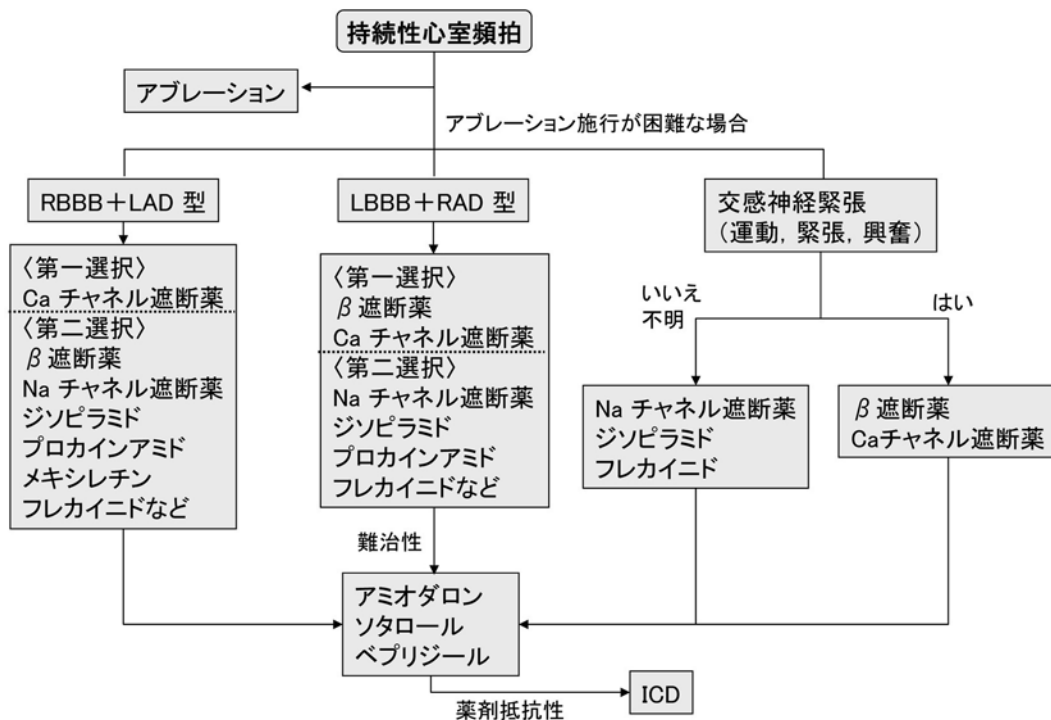 持続性心室頻拍
アブレーション
アブレーション施行が困難な場合
RBBB+LAD 型
〈第一選択〉
Ca チャネル遮断薬
〈第二選択〉
β遮断薬
Na チャネル遮断薬
ジソピラミド
プロカインアミド
メキシレチン
フレカイニドなど
LBBB+RAD 型
〈第一選択〉
β遮断薬
Ca チャネル遮断薬
〈第二選択〉
Na チャネル遮断薬
ジソピラミド
プロカインアミド
フレカイニドなど
難治性
交感神経緊張
(運動, 緊張, 興奮)
いいえ
不明
はい
Na チャネル遮断薬
ジソピラミド
フレカイニド
β遮断薬
Caチャネル遮断薬
アミオダロン
ソタロール
ベプリジール
薬剤抵抗性
ICD